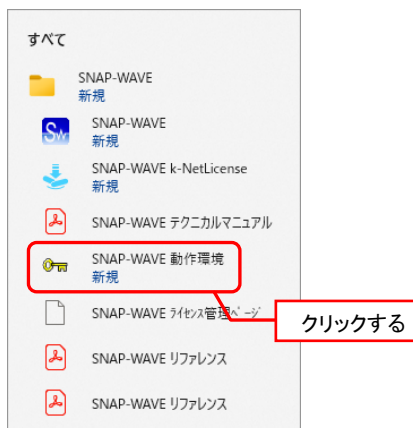 すべて
SNAP-WAVE
新規
SNAP-WAVE
新規
SNAP-WAVE k-NetLicense
新規
SNAP-WAVE テクニカルマニュアル
SNAP-WAVE 動作環境
新規
SNAP-WAVE ﾗｲｾﾝｽ管理ﾍﾟｰｼﾞ
クリックする
SNAP-WAVE リファレンス
SNAP-WAVE リファレンス